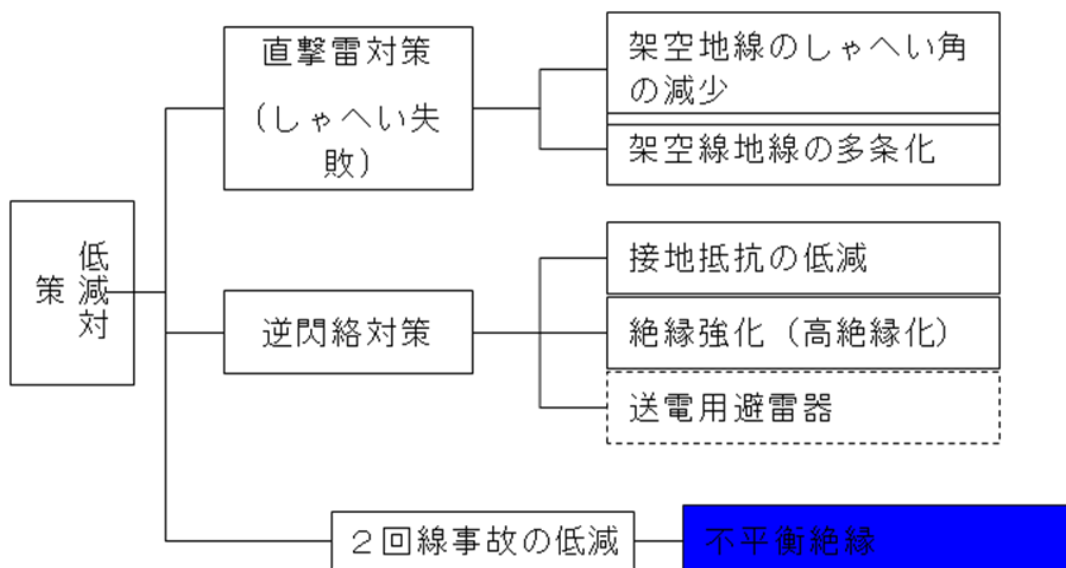 低減対
策
直撃雷対策
（しゃへい失
敗）
架空地線のしゃへい角
の減少
架空線地線の多条化
逆閃絡対策
接地抵抗の低減
絶縁強化（高絶縁化）
送電用避雷器
２回線事故の低減
不平衡絶縁